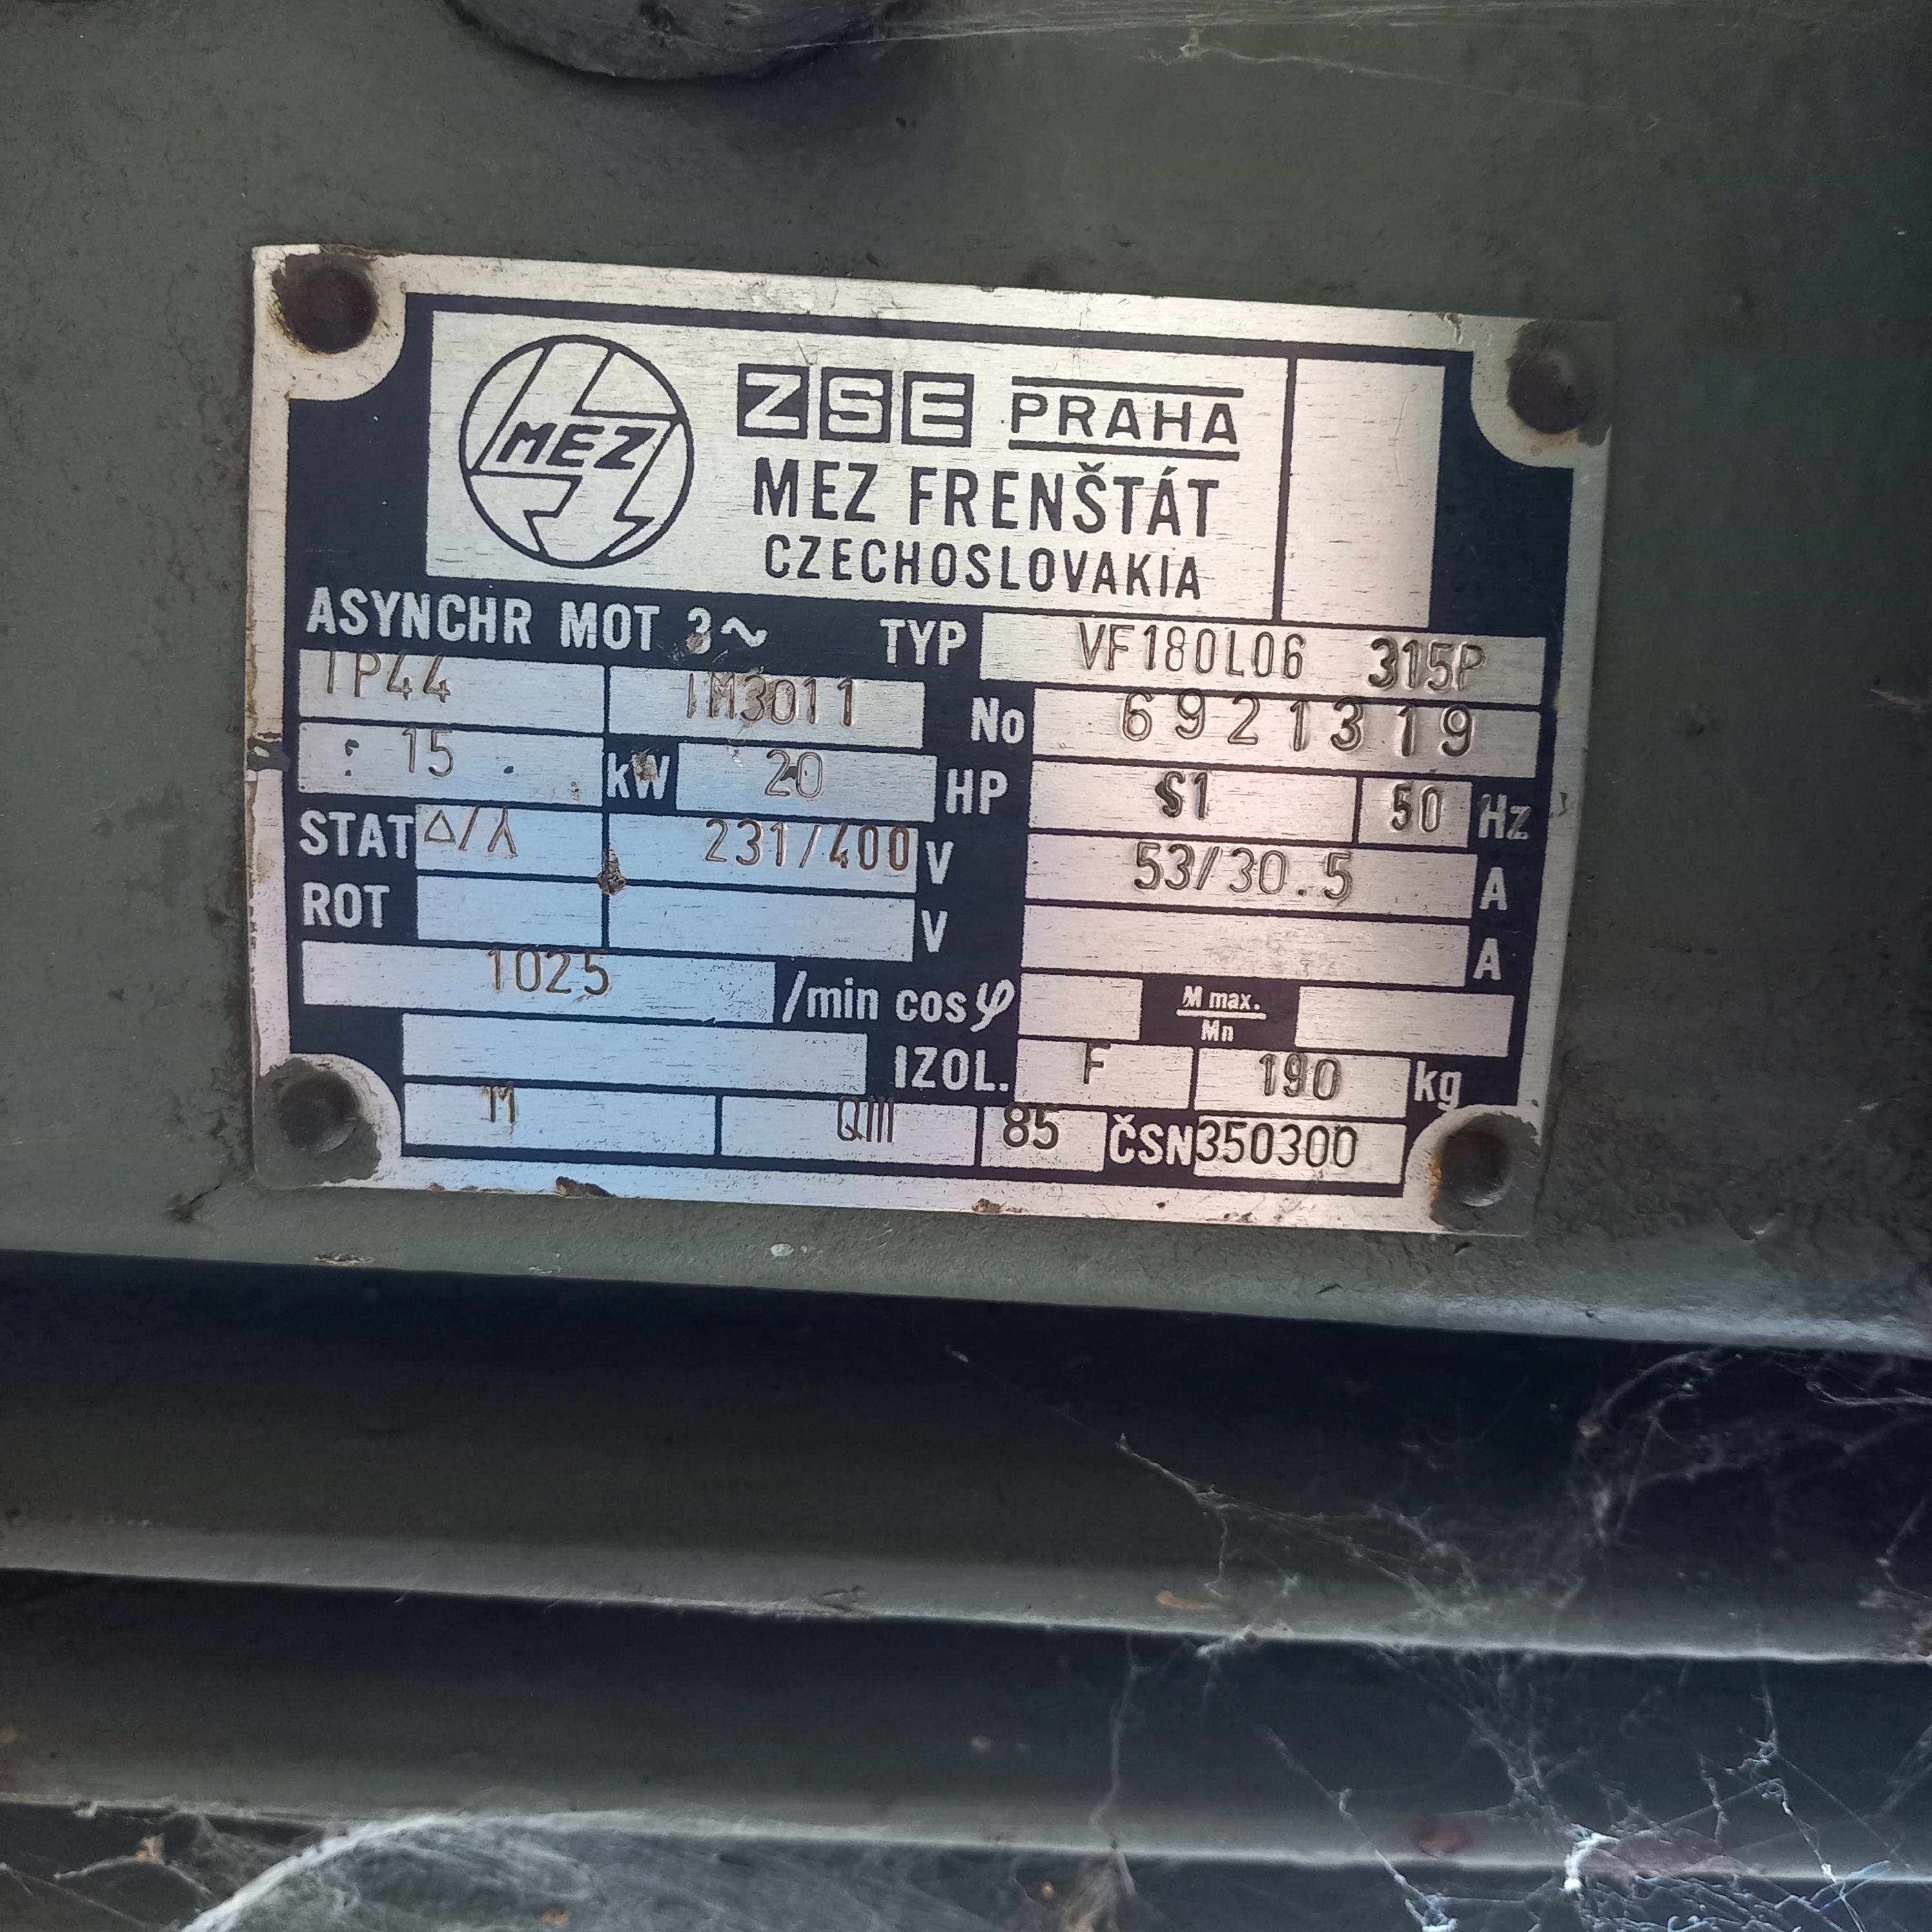 MEZ
ZSE PRAHA
MEZ FRENŠTÁT
CZECHOSLOVAKIA
ASYNCHR MOT 3~ TYP VF180L06 315P
IP44 IM3011 No 6921319
15 kW 20 HP S1 50 Hz
STAT △/⅄ 231/400 V 53/30.5 A
ROT V A
1025 /min cosφ M max./Mn
IZOL. F 190 kg
M QIII 85 ČSN 350300